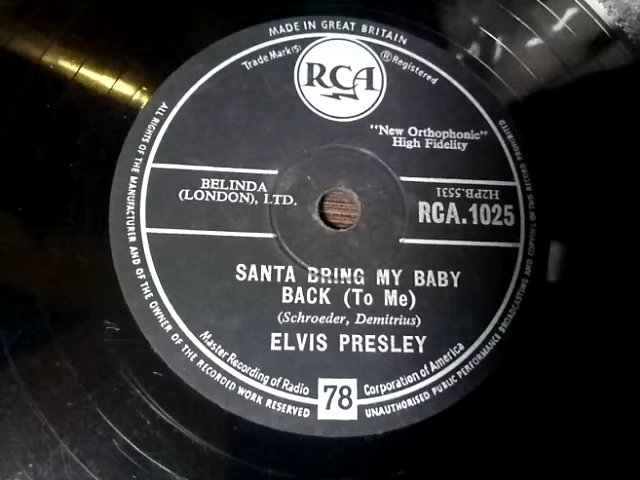 MADE IN GREAT BRITAIN
Trade Mark(S) ® Registered
RCA
"New Orthophonic"
High Fidelity
BELINDA
(LONDON), LTD.
H2PB.5531
RCA.1025
SANTA BRING MY BABY
BACK (To Me)
(Schroeder, Demitrius)
ELVIS PRESLEY
Master Recording of Radio Corporation of America
78
ALL RIGHTS OF THE MANUFACTURER AND OF THE OWNER OF THE RECORDED WORK RESERVED
UNAUTHORISED PUBLIC PERFORMANCE BROADCASTING AND COPYING OF THIS RECORD PROHIBITED